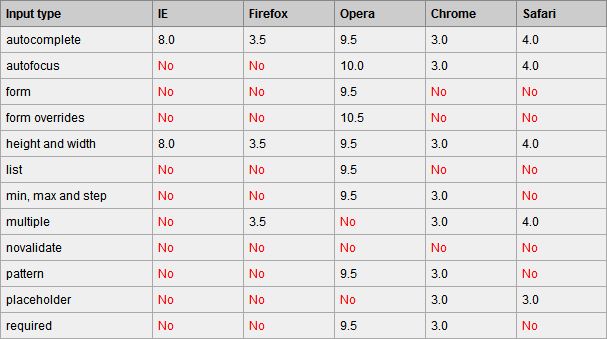 Input type IE Firefox Opera Chrome Safari
autocomplete 8.0 3.5 9.5 3.0 4.0
autofocus No No 10.0 3.0 4.0
form No No 9.5 No No
form overrides No No 10.5 No No
height and width 8.0 3.5 9.5 3.0 4.0
list No No 9.5 No No
min, max and step No No 9.5 3.0 No
multiple No 3.5 No 3.0 4.0
novalidate No No No No No
pattern No No 9.5 3.0 No
placeholder No No No 3.0 3.0
required No No 9.5 3.0 No